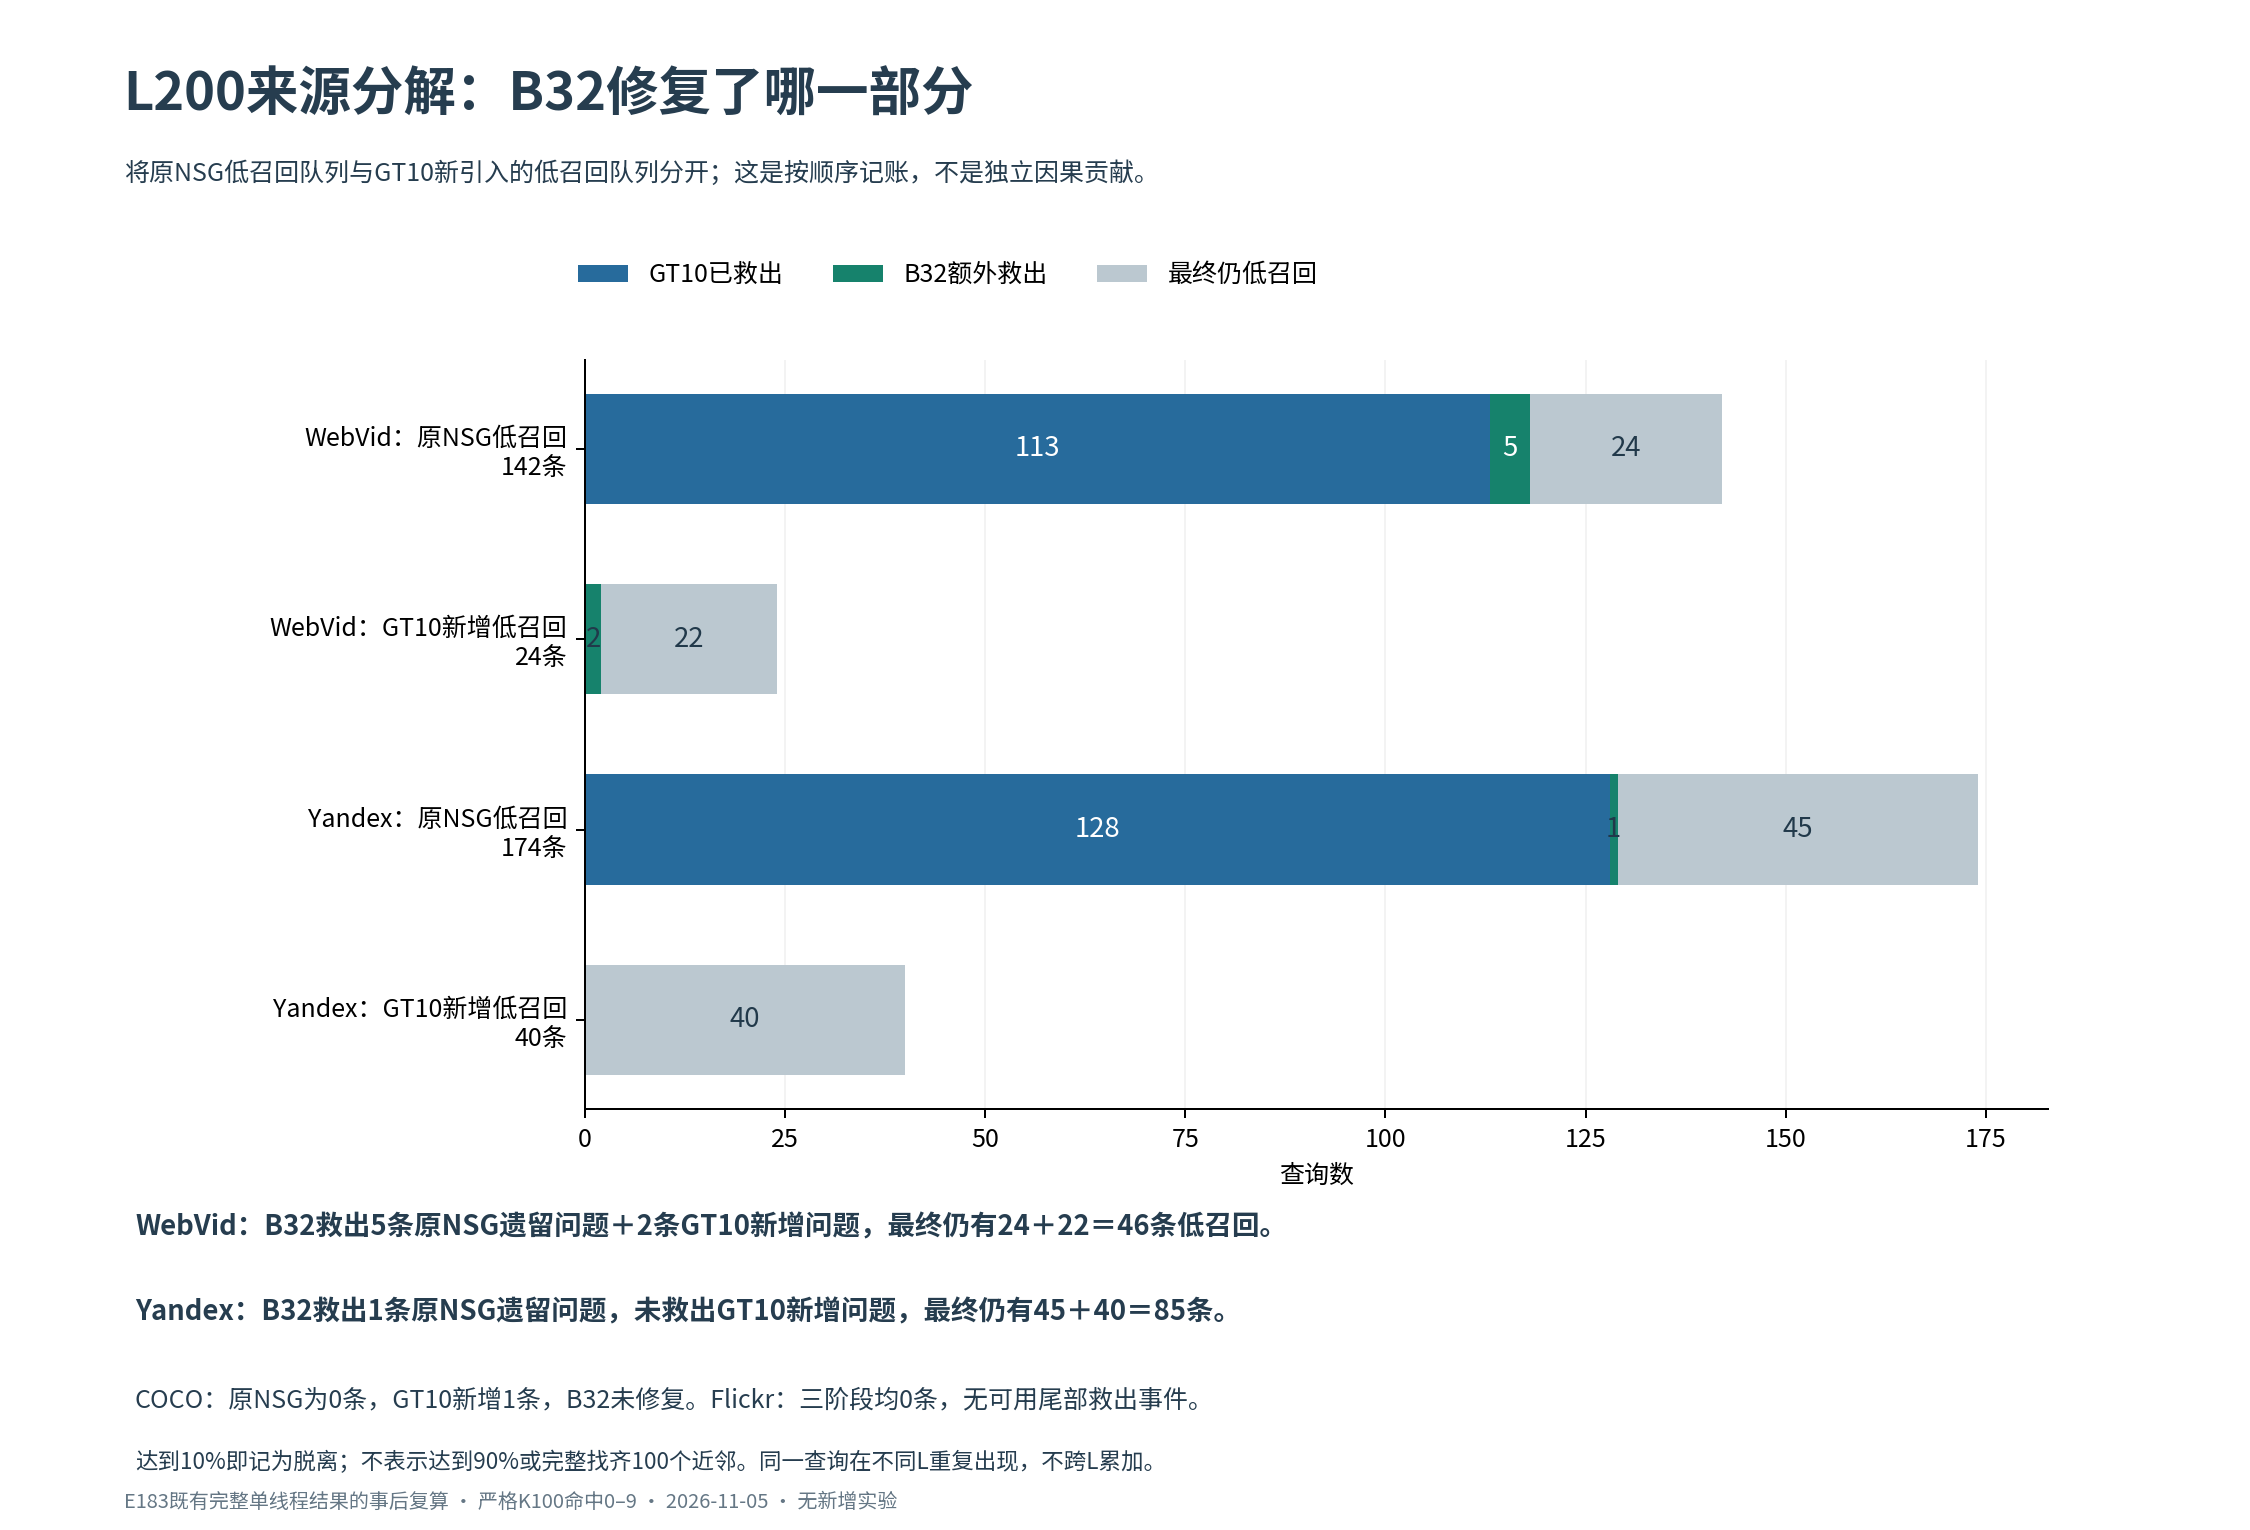 L200来源分解：B32修复了哪一部分
将原NSG低召回队列与GT10新引入的低召回队列分开；这是按顺序记账，不是独立因果贡献。
GT10已救出 B32额外救出 最终仍低召回
WebVid：原NSG低召回
142条
113 5 24
WebVid：GT10新增低召回
24条
2 22
Yandex：原NSG低召回
174条
128 1 45
Yandex：GT10新增低召回
40条
40
0 25 50 75 100 125 150 175
查询数
WebVid：B32救出5条原NSG遗留问题＋2条GT10新增问题，最终仍有24＋22＝46条低召回。
Yandex：B32救出1条原NSG遗留问题，未救出GT10新增问题，最终仍有45＋40＝85条。
COCO：原NSG为0条，GT10新增1条，B32未修复。Flickr：三阶段均0条，无可用尾部救出事件。
达到10%即记为脱离；不表示达到90%或完整找齐100个近邻。同一查询在不同L重复出现，不跨L累加。
E183既有完整单线程结果的事后复算 · 严格K100命中0–9 · 2026-11-05 · 无新增实验